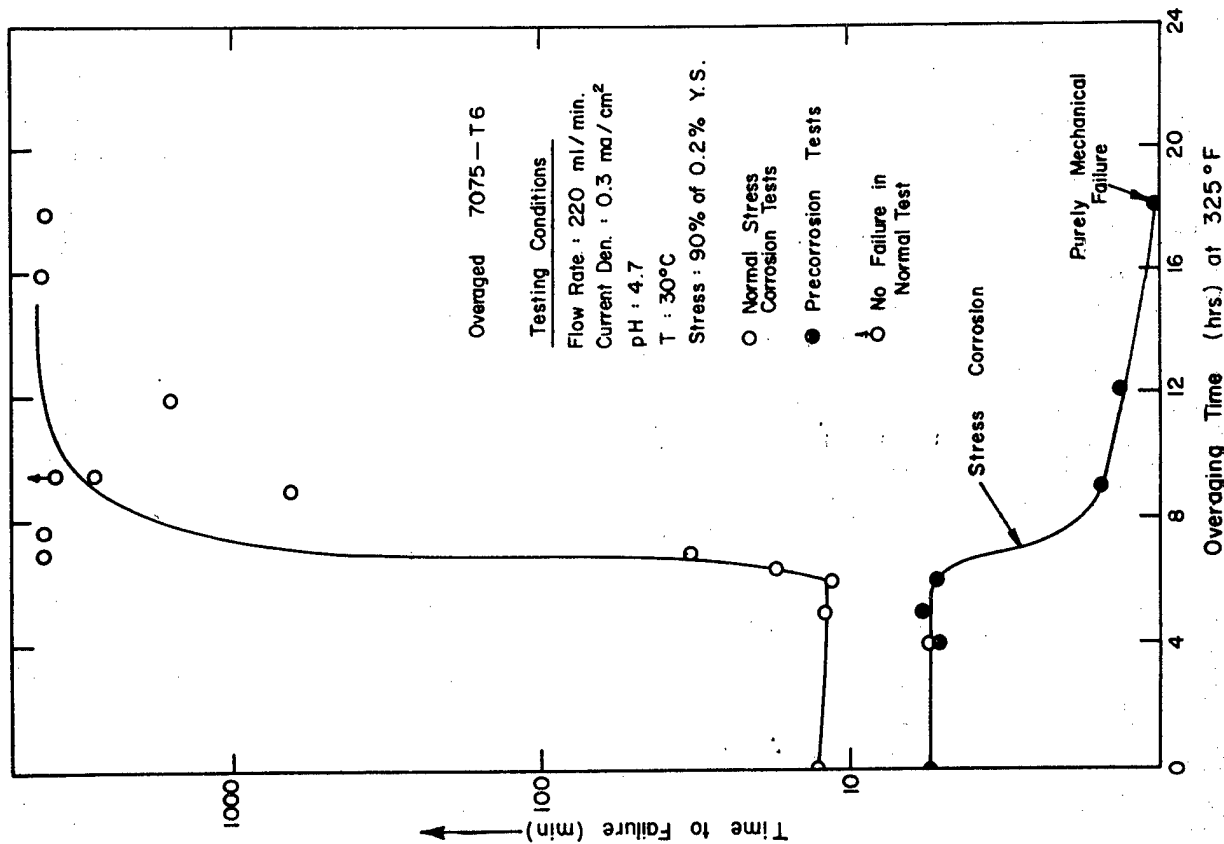 Overaged 7075-T6
Testing Conditions
Flow Rate : 220 ml/min.
Current Den. : 0.3 ma/cm²
pH : 4.7
T : 30°C
Stress : 90% of 0.2% Y.S.
Normal Stress
Corrosion Tests
Precorrosion Tests
No Failure in
Normal Test
Stress Corrosion
Purely Mechanical
Failure
Time to Failure (min)
1000
100
10
0
4
8
12
16
20
24
Overaging Time (hrs.) at 325°F